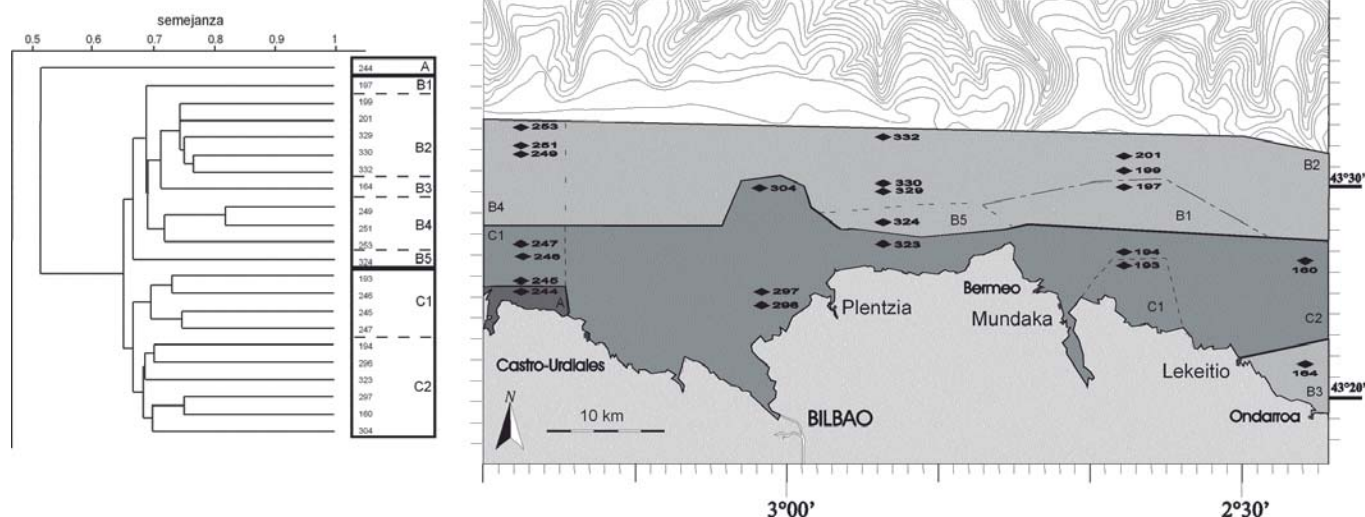 semejanza
0.5 0.6 0.7 0.8 0.9 1
244 A
197 B1
199
201
329 B2
330
332
164 B3
249
251 B4
253
324 B5
193
246 C1
245
247
194
296
323 C2
297
160
304
253
251
249
332
201
199
197
B2
43°30'
330
329
304
B4
324
B5
B1
C1
247
246
323
194
193
160
245
244
A
297
296
Plentzia
Bermeo
Mundaka
C1
C2
Castro-Urdiales
Lekeitio
164
B3
43°20'
N
10 km
BILBAO
Ondarroa
3°00'
2°30'